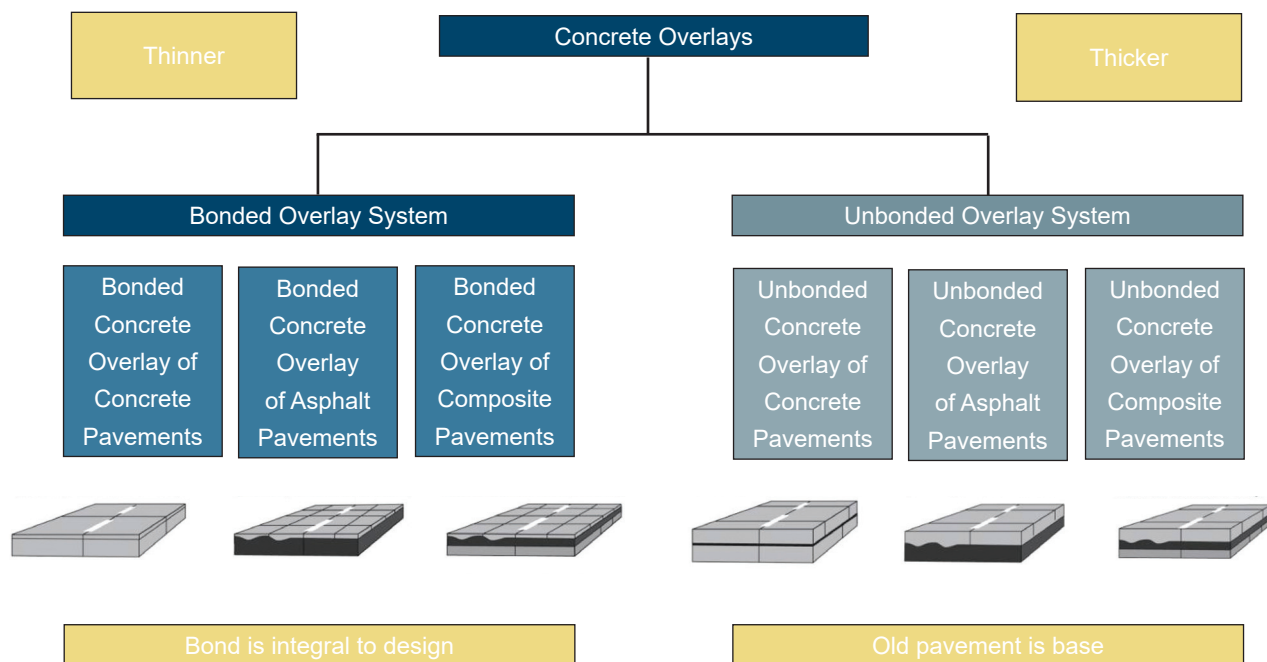 Concrete Overlays
Thinner
Thicker
Bonded Overlay System
Unbonded Overlay System
Bonded
Concrete
Overlay of
Concrete
Pavements
Bonded
Concrete
Overlay
of Asphalt
Pavements
Bonded
Concrete
Overlay of
Composite
Pavements
Unbonded
Concrete
Overlay of
Concrete
Pavements
Unbonded
Concrete
Overlay
of Asphalt
Pavements
Unbonded
Concrete
Overlay of
Composite
Pavements
Bond is integral to design
Old pavement is base